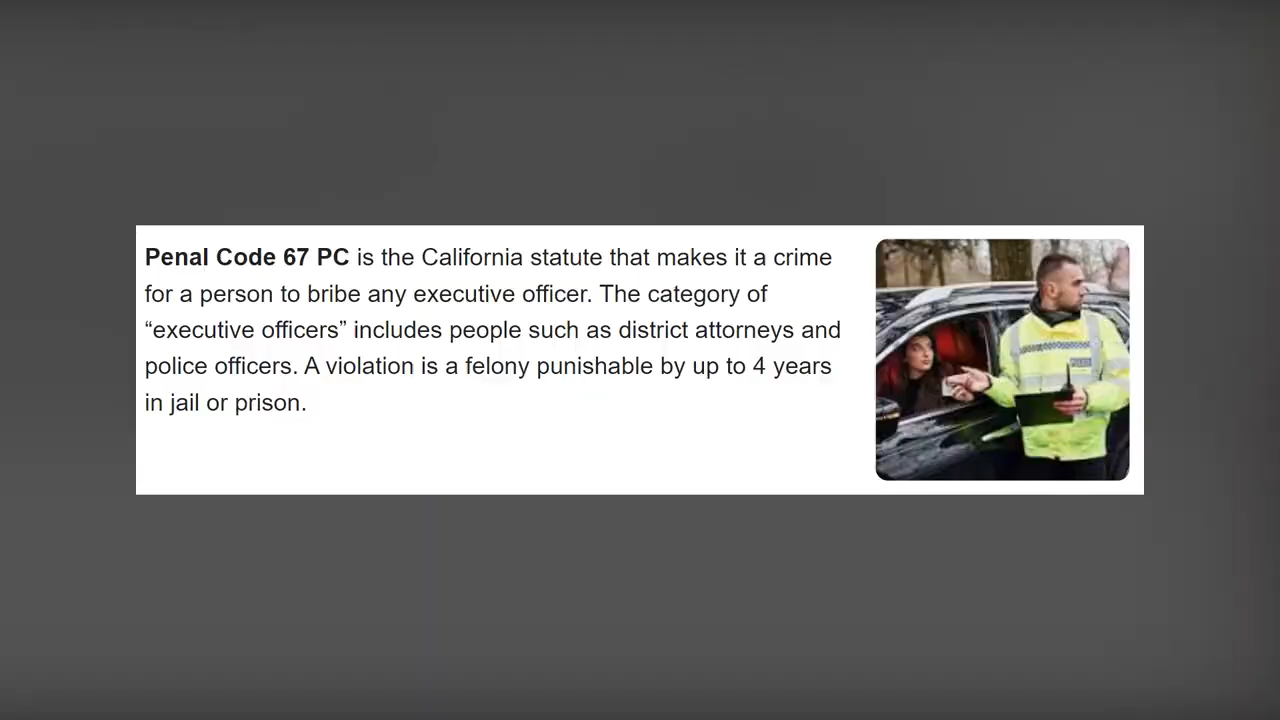 Penal Code 67 PC is the California statute that makes it a crime
for a person to bribe any executive officer. The category of
“executive officers” includes people such as district attorneys and
police officers. A violation is a felony punishable by up to 4 years
in jail or prison.
POLICE